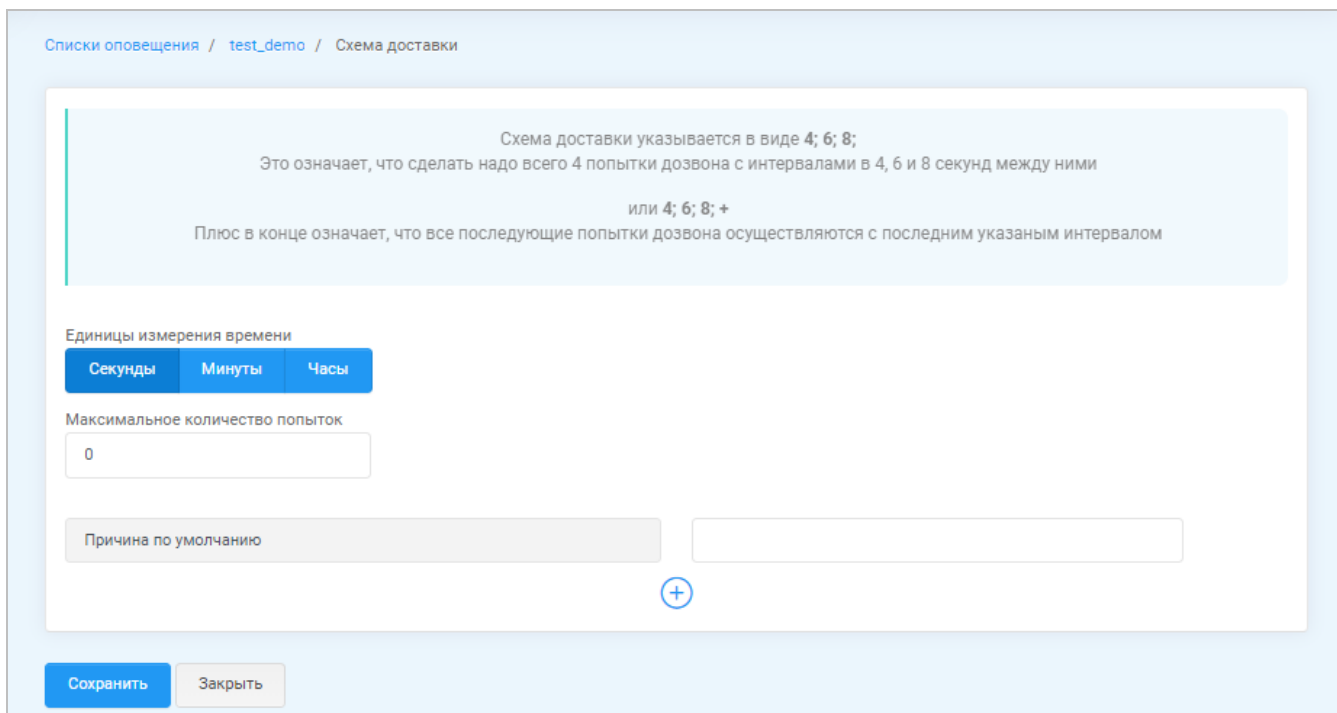 Списки оповещения / test_demo / Схема доставки
Схема доставки указывается в виде 4; 6; 8;
Это означает, что сделать надо всего 4 попытки дозвона с интервалами в 4, 6 и 8 секунд между ними
или 4; 6; 8; +
Плюс в конце означает, что все последующие попытки дозвона осуществляются с последним указаным интервалом
Единицы измерения времени
Секунды Минуты Часы
Максимальное количество попыток
0
Причина по умолчанию
Сохранить Закрыть